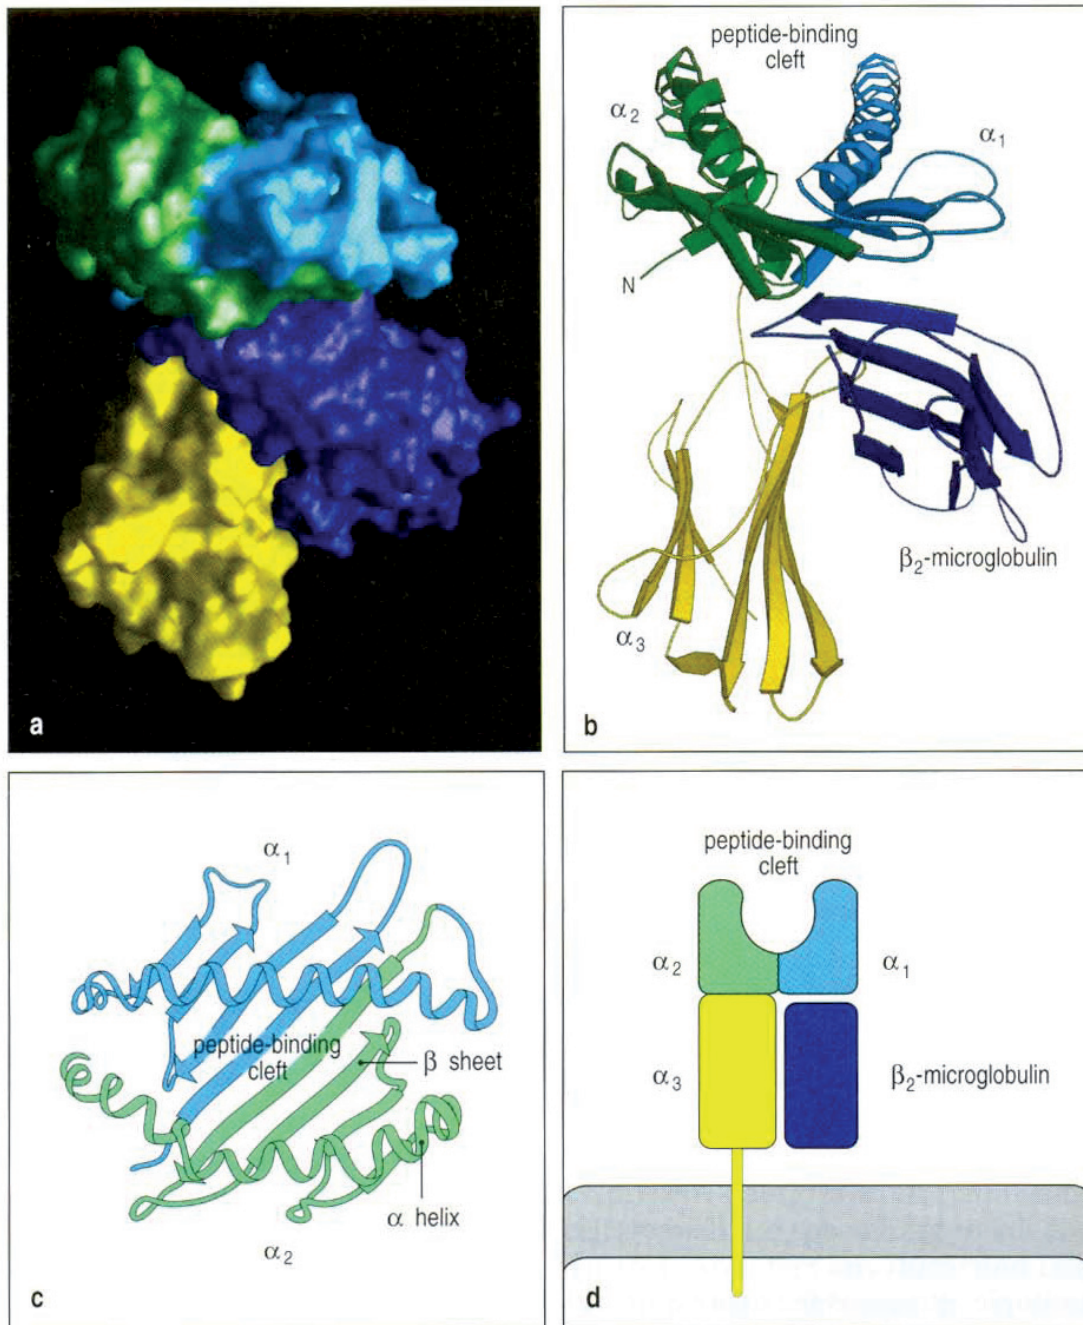 a
peptide-binding
cleft
α₂
α₁
N
β₂-microglobulin
α₃
b
α₁
peptide-binding
cleft
β sheet
α helix
α₂
c
peptide-binding
cleft
α₂
α₁
α₃
β₂-microglobulin
d